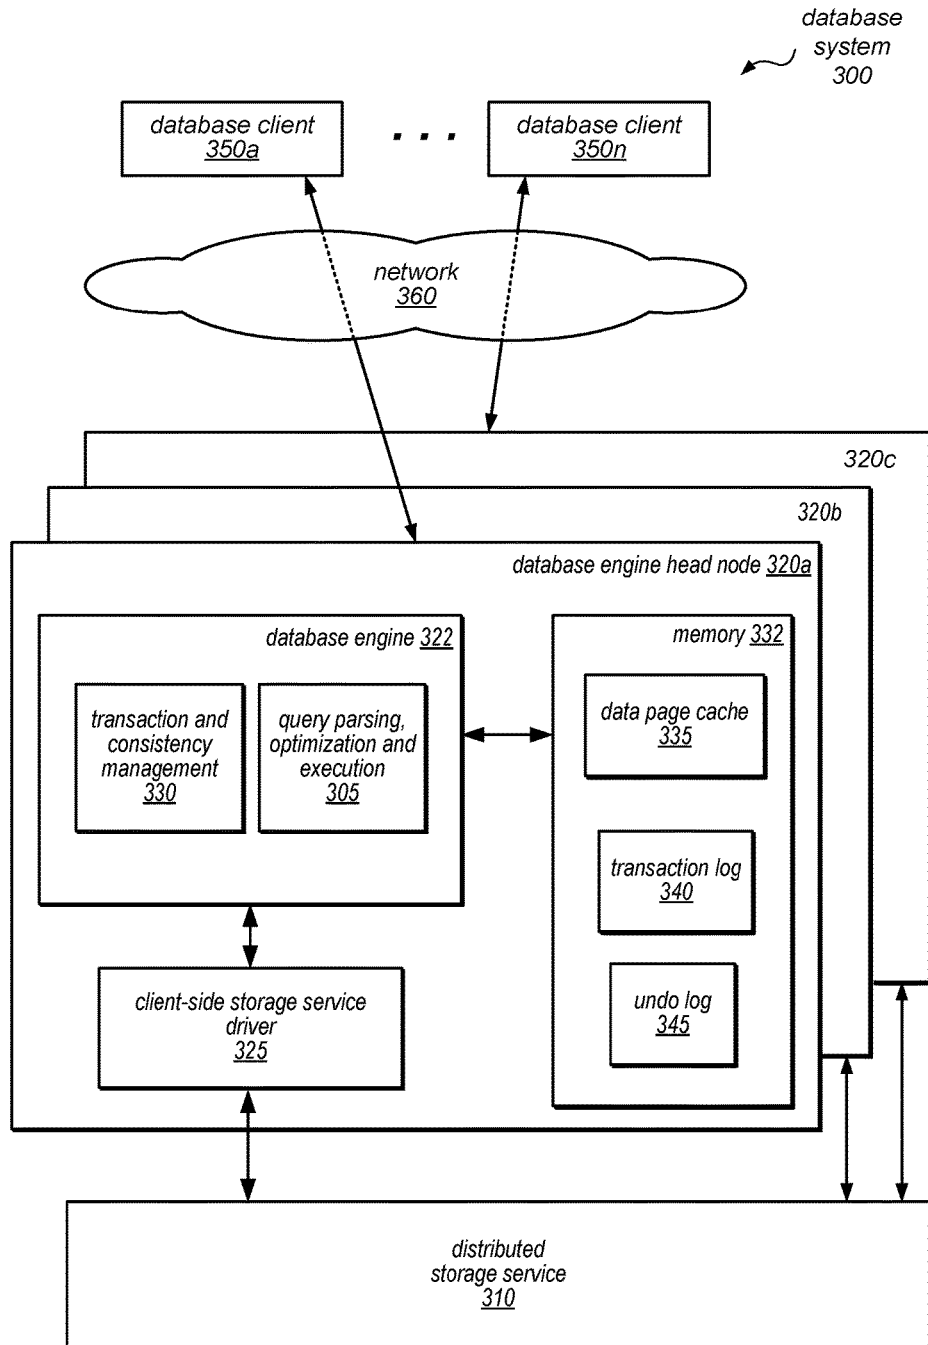 database
system
300
database client
350a
. . .
database client
350n
network
360
320c
320b
database engine head node 320a
database engine 322
memory 332
transaction and
consistency
management
330
query parsing,
optimization and
execution
305
data page cache
335
transaction log
340
undo log
345
client-side storage service
driver
325
distributed
storage service
310